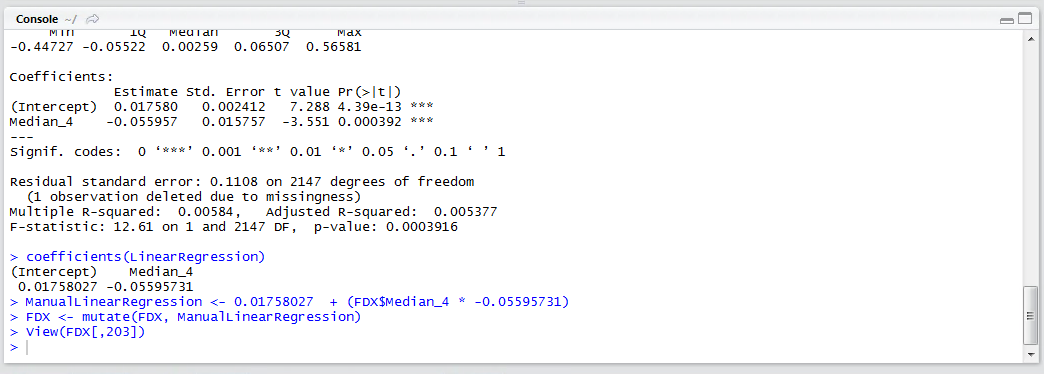 Console ~/
Min 1Q Median 3Q Max
-0.44727 -0.05522 0.00259 0.06507 0.56581
Coefficients:
Estimate Std. Error t value Pr(>|t|)
(Intercept) 0.017580 0.002412 7.288 4.39e-13 ***
Median_4 -0.055957 0.015757 -3.551 0.000392 ***
---
Signif. codes: 0 ‘***’ 0.001 ‘**’ 0.01 ‘*’ 0.05 ‘.’ 0.1 ‘ ’ 1
Residual standard error: 0.1108 on 2147 degrees of freedom
(1 observation deleted due to missingness)
Multiple R-squared: 0.00584, Adjusted R-squared: 0.005377
F-statistic: 12.61 on 1 and 2147 DF, p-value: 0.0003916
> coefficients(LinearRegression)
(Intercept) Median_4
0.01758027 -0.05595731
> ManualLinearRegression <- 0.01758027 + (FDX$Median_4 * -0.05595731)
> FDX <- mutate(FDX, ManualLinearRegression)
> View(FDX[,203])
>